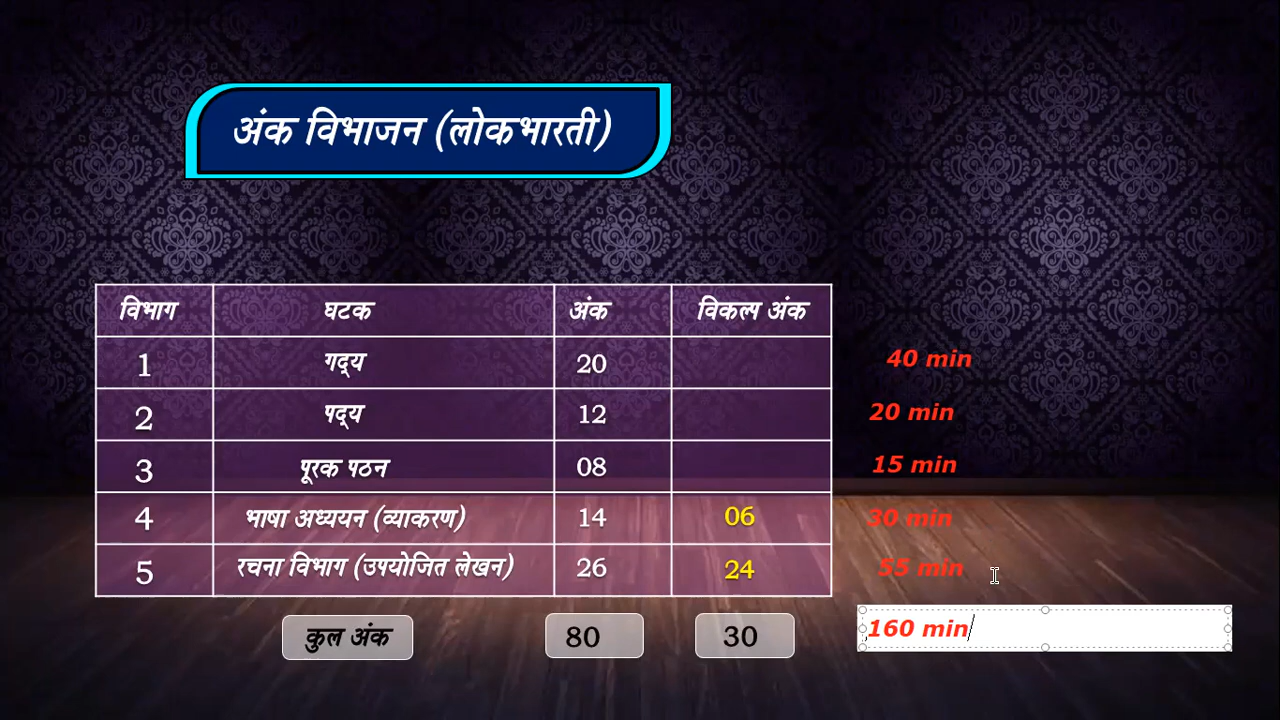 अंक विभाजन (लोकभारती)
विभाग घटक अंक विकल्प अंक
1 गद्य 20 40 min
2 पद्य 12 20 min
3 पूरक पठन 08 15 min
4 भाषा अध्ययन (व्याकरण) 14 06 30 min
5 रचना विभाग (उपयोजित लेखन) 26 24 55 min
कुल अंक 80 30 160 min